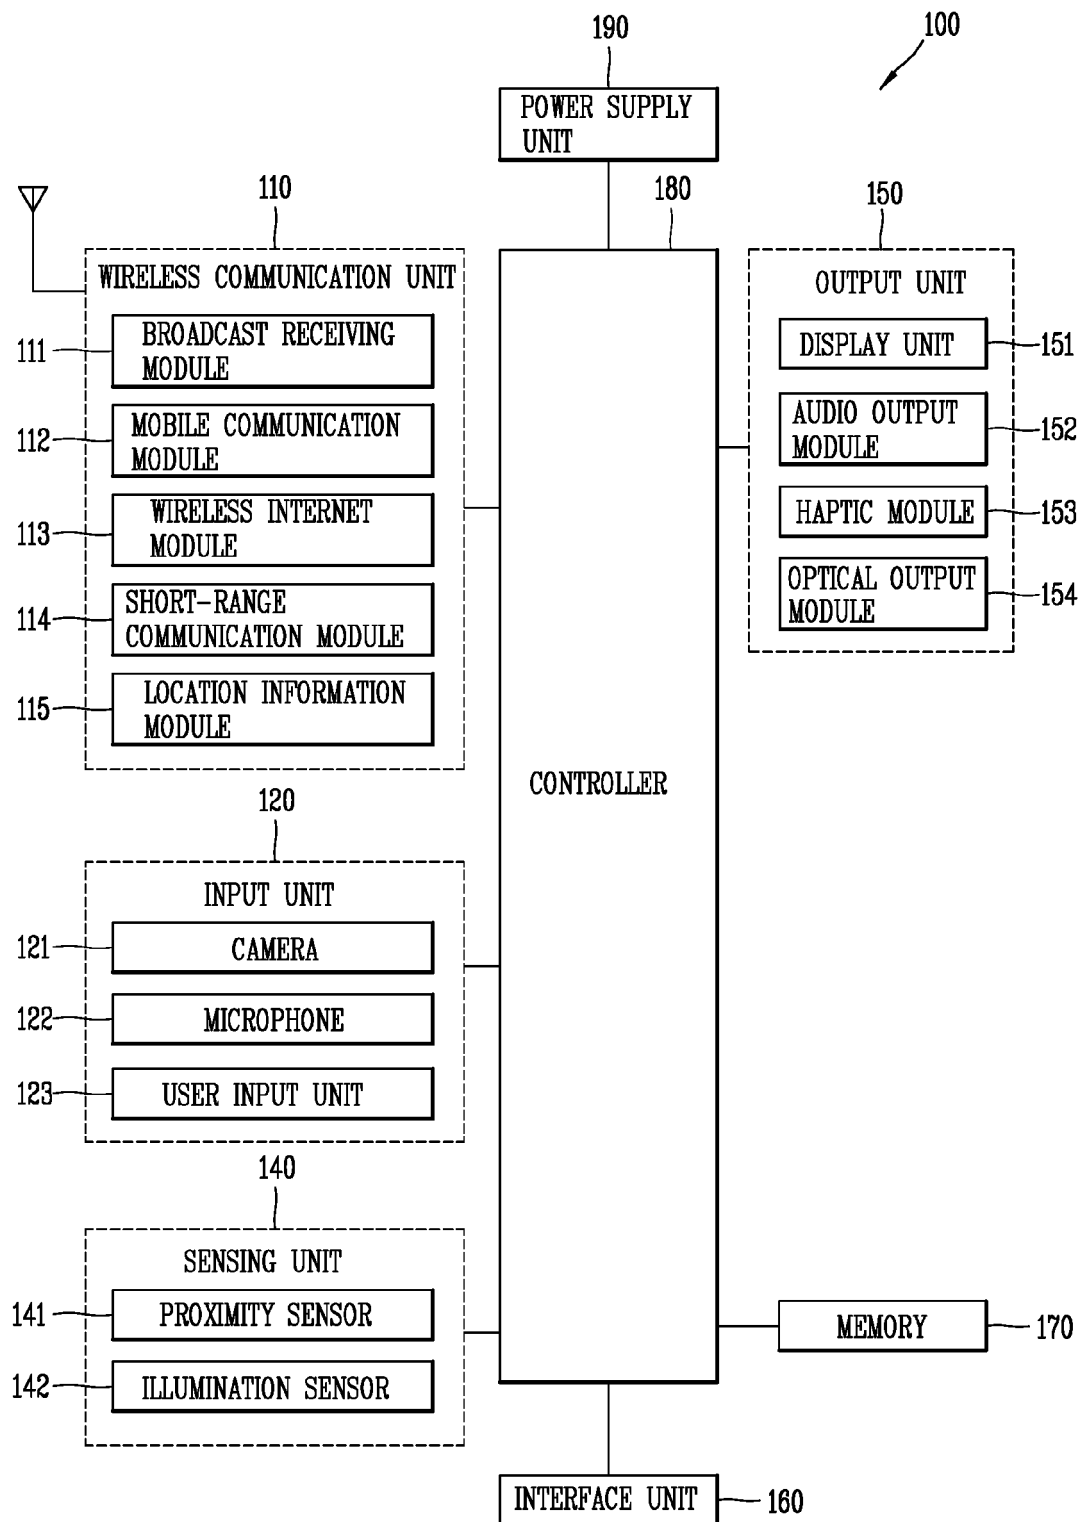 190
100
POWER SUPPLY
UNIT
110
180
150
WIRELESS COMMUNICATION UNIT
111
BROADCAST RECEIVING
MODULE
112
MOBILE COMMUNICATION
MODULE
113
WIRELESS INTERNET
MODULE
114
SHORT-RANGE
COMMUNICATION MODULE
115
LOCATION INFORMATION
MODULE
OUTPUT UNIT
DISPLAY UNIT
151
AUDIO OUTPUT
MODULE
152
HAPTIC MODULE
153
OPTICAL OUTPUT
MODULE
154
CONTROLLER
120
INPUT UNIT
121
CAMERA
122
MICROPHONE
123
USER INPUT UNIT
140
SENSING UNIT
141
PROXIMITY SENSOR
142
ILLUMINATION SENSOR
MEMORY
170
INTERFACE UNIT
160